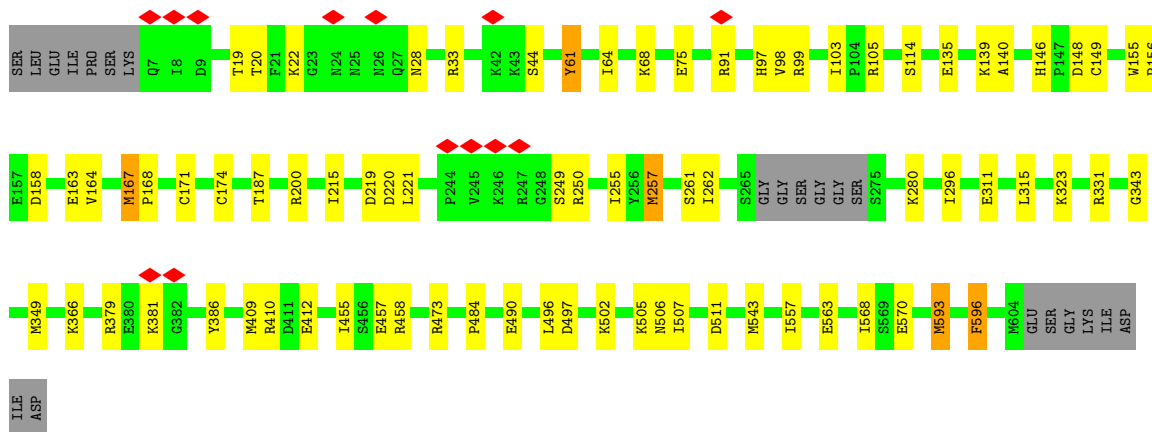 SER LEU GLU ILE PRO SER LYS Q7 I8 D9 T19 T20 F21 K22 G23 N24 N25 N26 Q27 N28 R33 K42 K43 S44 Y61 I64 K68 E75 R91 H97 V98 R99 I103 P104 R105 S114 E135 K139 A140 H146 P147 D148 C149 W155
E157 D158 E163 V164 M167 P168 C171 C174 T187 R200 I215 D219 D220 L221 P244 V245 K246 R247 G248 S249 R250 I255 Y256 M257 S261 I262 S265 GLY GLY SER GLY GLY SER S275 K280 I296 E311 L315 K323 R331 G343
M349 K366 R379 E380 K381 G382 Y386 M409 R410 D411 E412 I455 S456 E457 R458 R473 P484 E490 L496 D497 K502 K505 N506 I507 D511 M543 I557 E563 I568 S569 E570 M593 F596 M604 GLU SER GLY LYS ILE ASP
ILE ASP